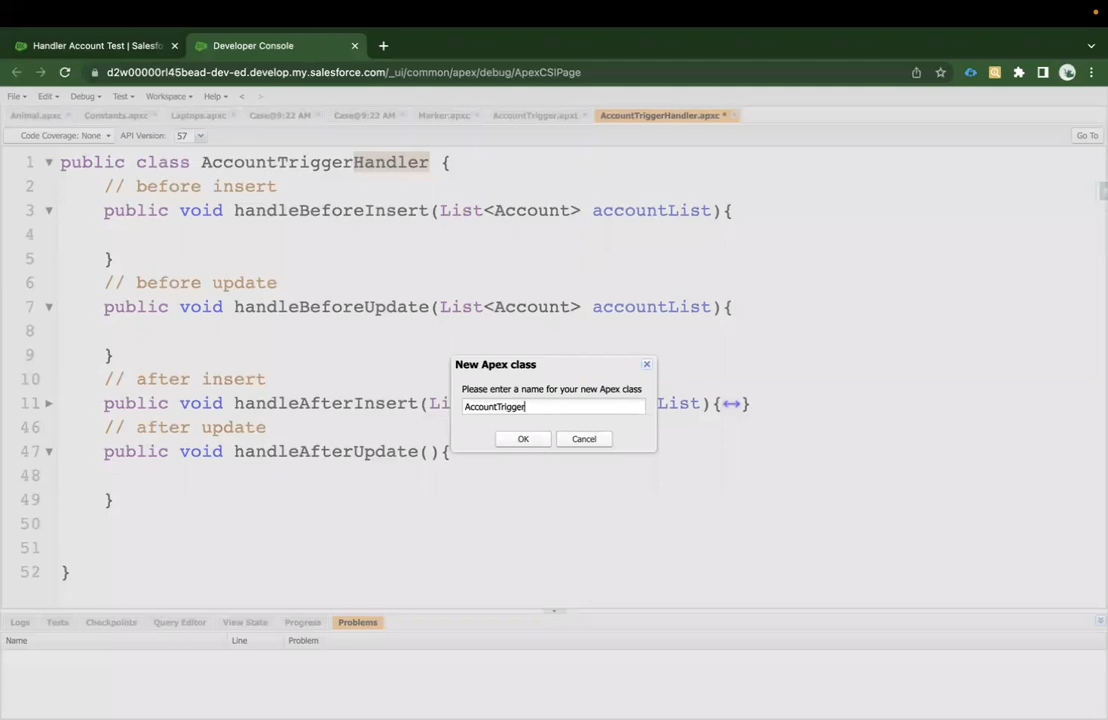 Handler Account Test | Salesfo
Developer Console
d2w00000rl45bead-dev-ed.develop.my.salesforce.com/_ui/common/apex/debug/ApexCSIPage
File Edit Debug Test Workspace Help < >
Animal.apxc Constants.apxc Laptops.apxc Case@9:22 AM Case@9:22 AM Marker.apxc AccountTrigger.apxt AccountTriggerHandler.apxc *
Code Coverage: None API Version: 57 Go To
1 public class AccountTriggerHandler {
2 // before insert
3 public void handleBeforeInsert(List<Account> accountList){
4
5 }
6 // before update
7 public void handleBeforeUpdate(List<Account> accountList){
8
9 }
10 // after insert
11 public void handleAfterInsert(Li List){↔}
46 // after update
47 public void handleAfterUpdate(){
48
49 }
50
51
52 }
New Apex class
Please enter a name for your new Apex class
AccountTrigger
OK Cancel
Logs Tests Checkpoints Query Editor View State Progress Problems
Name Line Problem